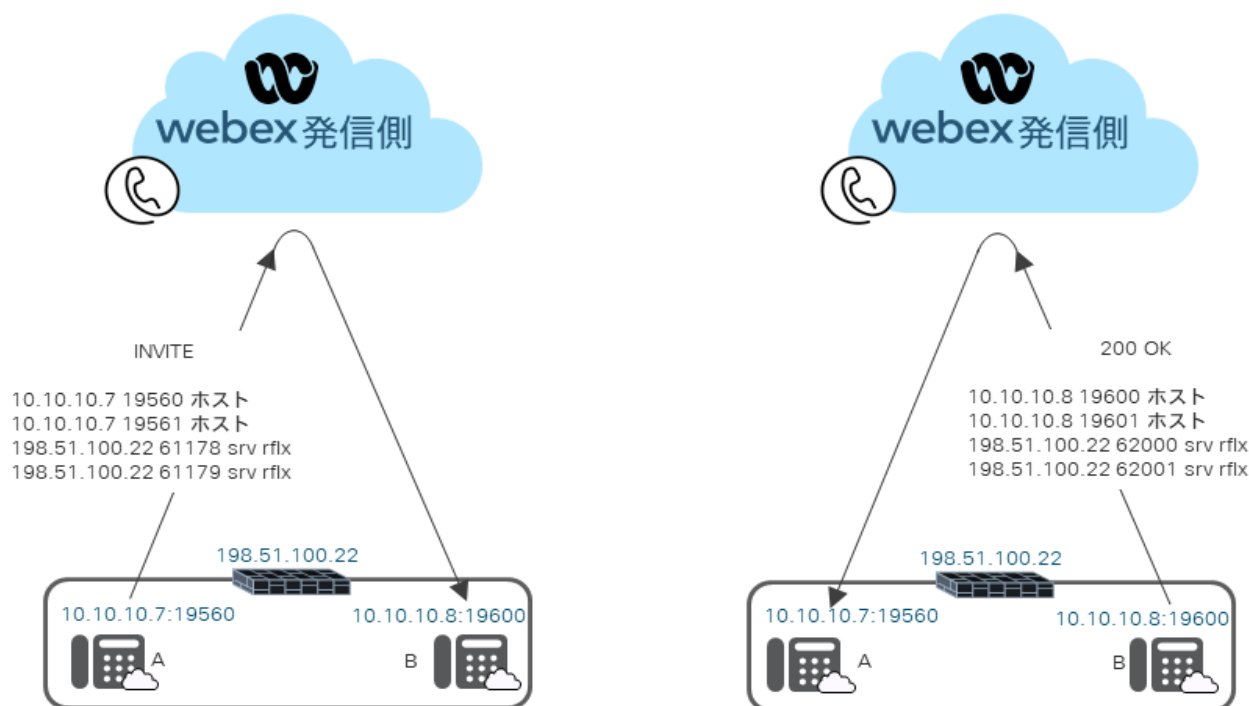 webex発信側
INVITE
10.10.10.7 19560 ホスト
10.10.10.7 19561 ホスト
198.51.100.22 61178 srv rflx
198.51.100.22 61179 srv rflx
198.51.100.22
10.10.10.7:19560
10.10.10.8:19600
A
B
webex発信側
200 OK
10.10.10.8 19600 ホスト
10.10.10.8 19601 ホスト
198.51.100.22 62000 srv rflx
198.51.100.22 62001 srv rflx
198.51.100.22
10.10.10.7:19560
10.10.10.8:19600
A
B